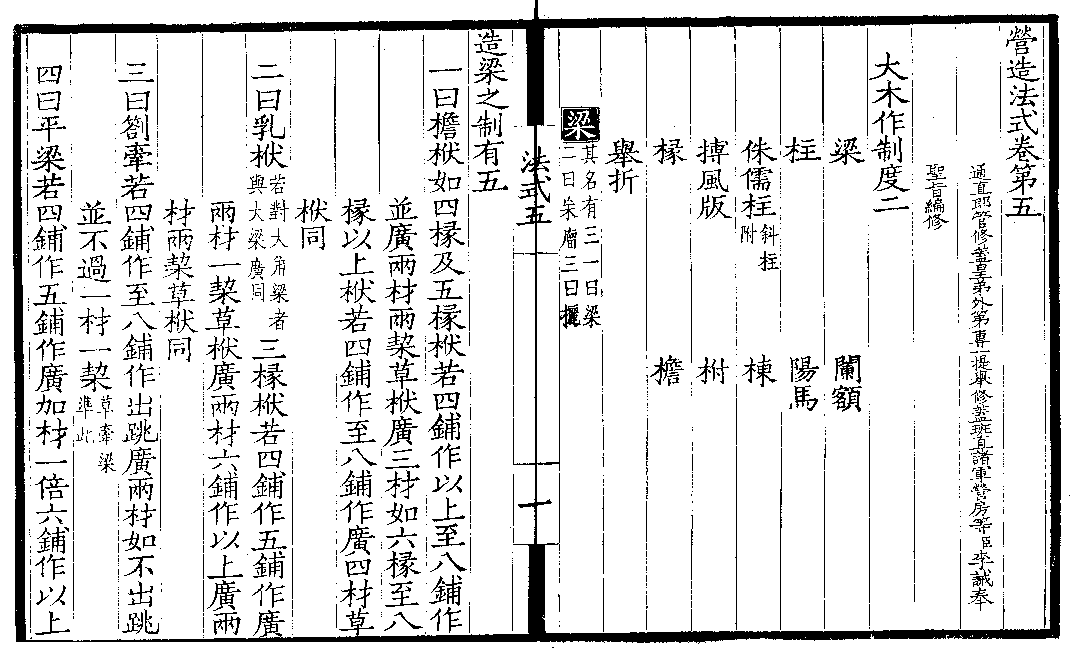 營造法式卷第五
通直郎管修蓋皇弟外第專一提舉修蓋班直諸軍營房等臣李誡奉
聖旨編修
大木作制度二
梁 闌額
柱 陽馬
侏儒柱斜柱附 棟
摶風版 柎
椽 檐
舉折
梁其名有三一曰梁二曰㭙廇三曰欐
法式五 一
造梁之制有五
一曰檐栿如四椽及五椽栿若四鋪作以上至八鋪作
並廣兩材兩栔草栿廣三材如六椽至八
椽以上栿若四鋪作至八鋪作廣四材草
栿同
二曰乳栿若對大角梁者與大梁廣同三椽栿若四鋪作五鋪作廣
兩材一栔草栿廣兩材六鋪作以上廣兩
材兩栔草栿同
三曰劄牽若四鋪作至八鋪作出跳廣兩材如不出跳
並不過一材一栔草牽梁準此
四曰平梁若四鋪作五鋪作廣加材一倍六鋪作以上